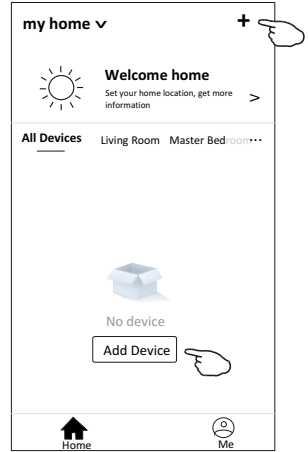 my home
+
Welcome home
Set your home location, get more
information
>
All Devices Living Room Master Bedroom ...
No device
Add Device
Home Me